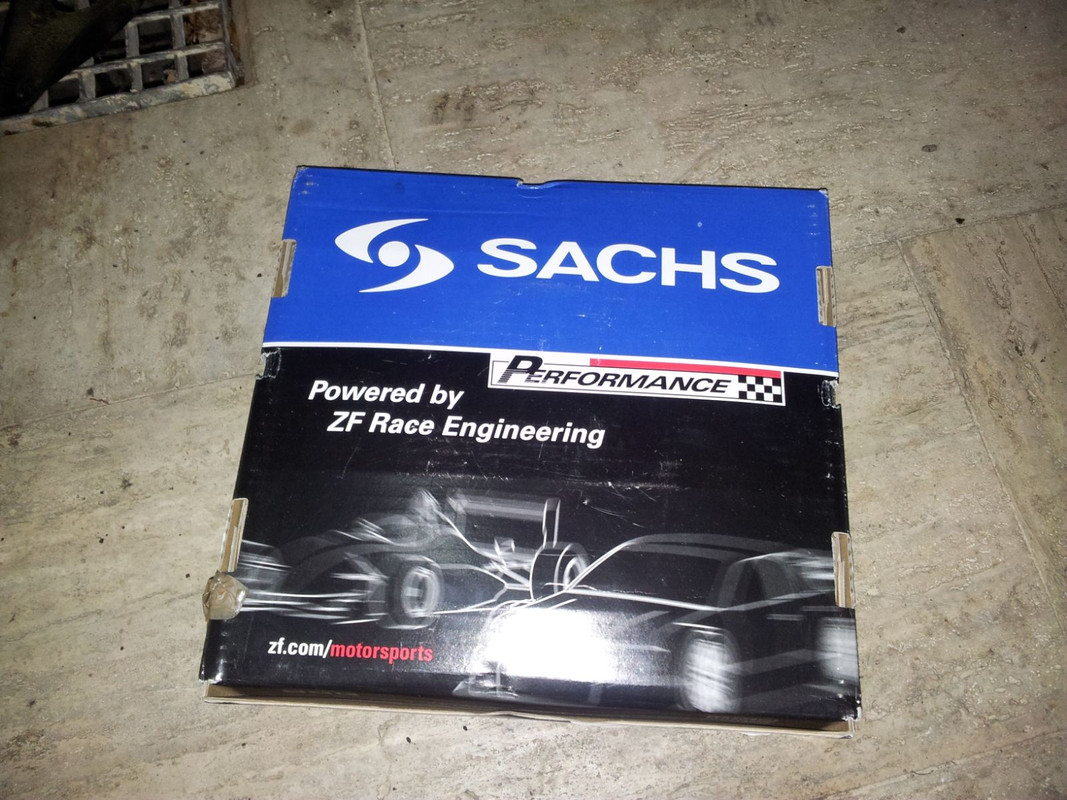 SACHS
PERFORMANCE
Powered by
ZF Race Engineering
zf.com/motorsports